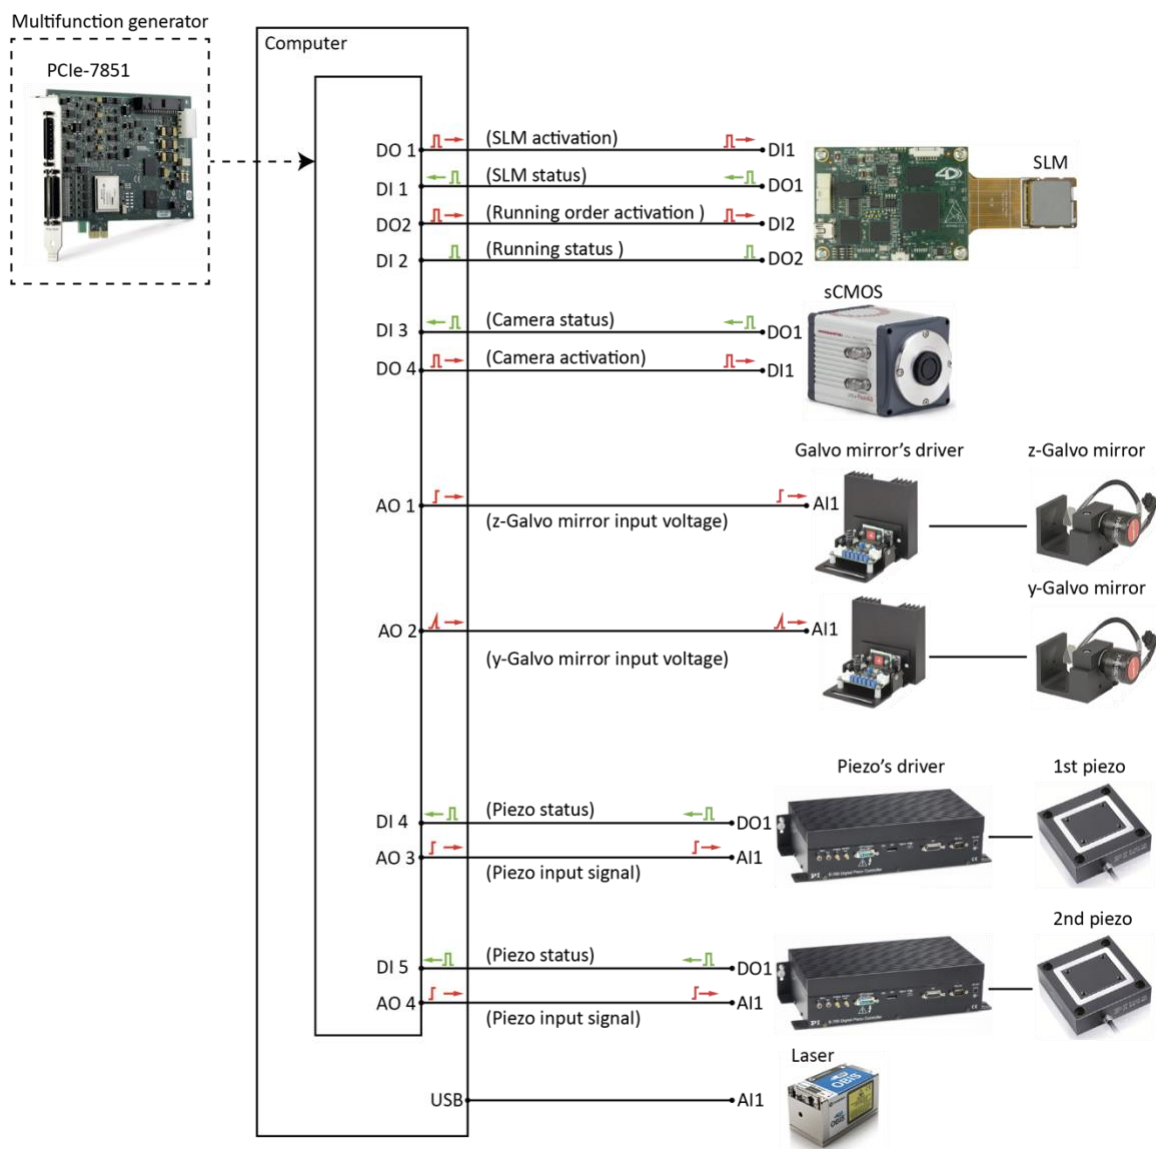 Multifunction generator
PCIe-7851
Computer
DO 1
(SLM activation)
DI1
SLM
DI 1
(SLM status)
DO1
DO2
(Running order activation )
DI2
DI 2
(Running status )
DO2
sCMOS
DI 3
(Camera status)
DO1
DO 4
(Camera activation)
DI1
Galvo mirror's driver
z-Galvo mirror
AO 1
AI1
(z-Galvo mirror input voltage)
y-Galvo mirror
AO 2
AI1
(y-Galvo mirror input voltage)
Piezo's driver
1st piezo
DI 4
(Piezo status)
DO1
AO 3
AI1
(Piezo input signal)
2nd piezo
DI 5
(Piezo status)
DO1
AO 4
AI1
(Piezo input signal)
Laser
USB
AI1
OBIS
OBIS